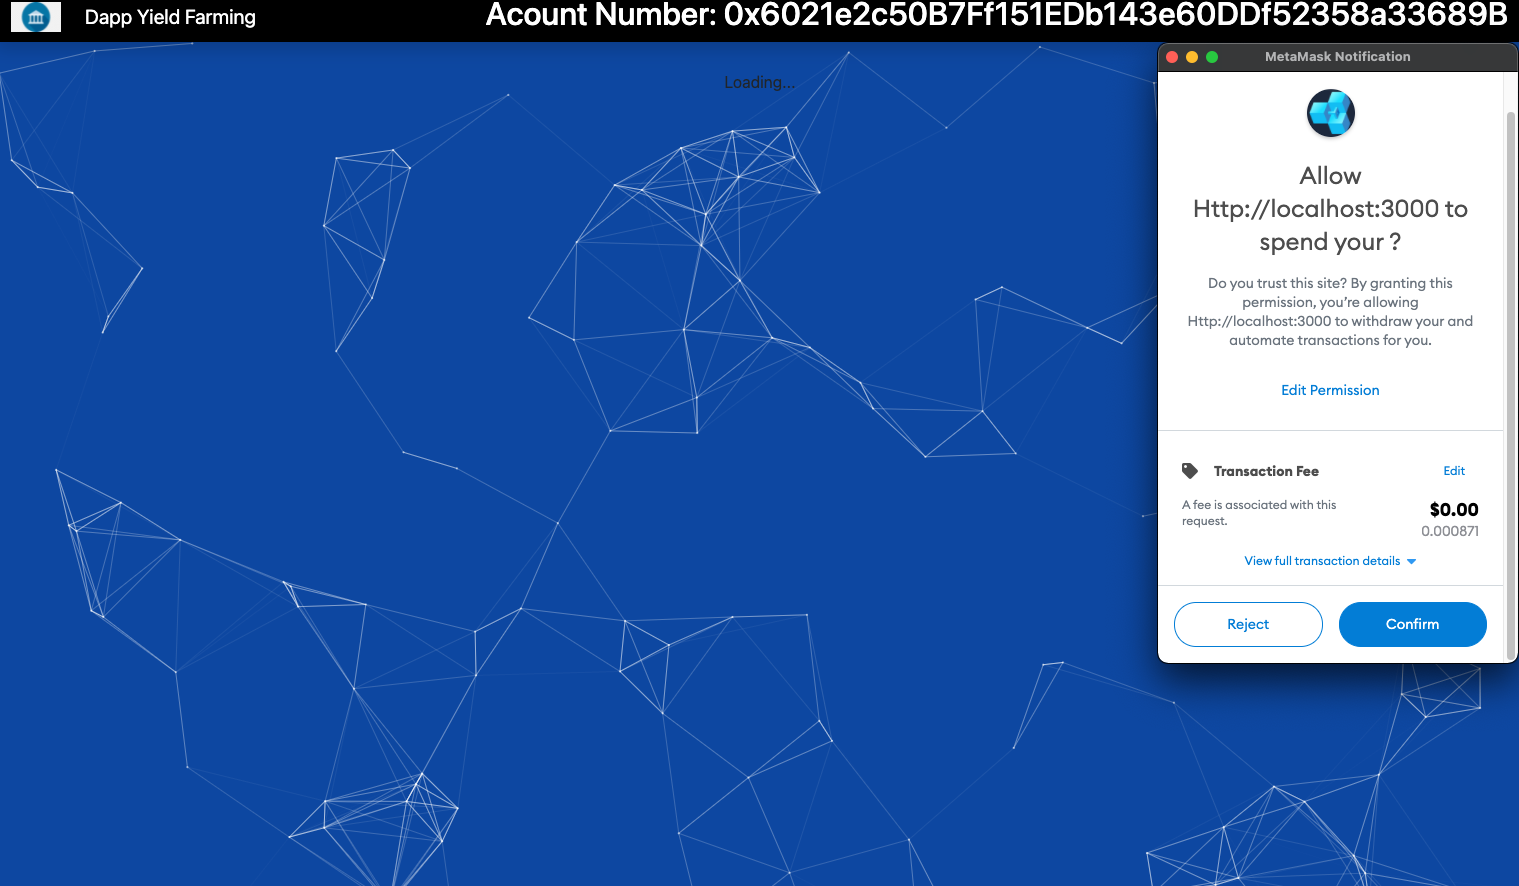 Dapp Yield Farming
Acount Number: 0x6021e2c50B7Ff151EDb143e60DDf52358a33689B
Loading...
MetaMask Notification
Allow
Http://localhost:3000 to
spend your ?
Do you trust this site? By granting this
permission, you’re allowing
Http://localhost:3000 to withdraw your and
automate transactions for you.
Edit Permission
Transaction Fee
Edit
A fee is associated with this
request.
$0.00
0.000871
View full transaction details
Reject
Confirm